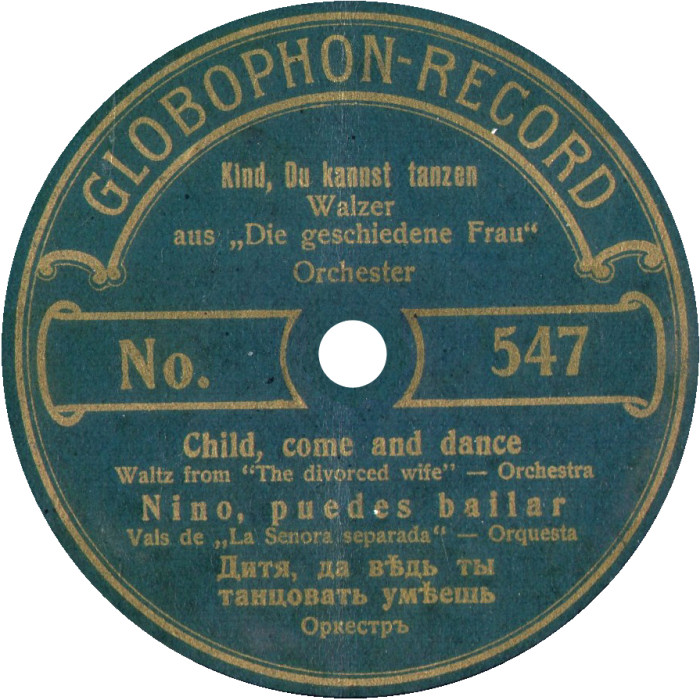 GLOBOPHON-RECORD
Kind, Du kannst tanzen
Walzer
aus „Die geschiedene Frau“
Orchester
No. 547
Child, come and dance
Waltz from “The divorced wife” — Orchestra
Nino, puedes bailar
Vals de „La Senora separada“ — Orquesta
Дитя, да вѣдь ты
танцовать умѣешь
Оркестръ